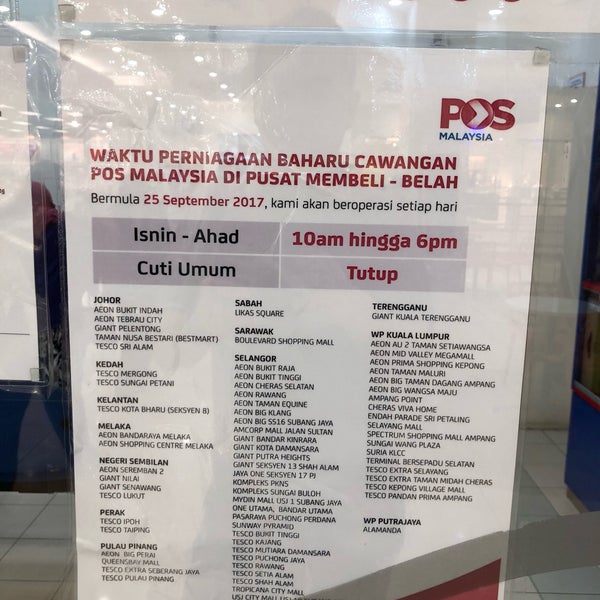 POS
MALAYSIA
WAKTU PERNIAGAAN BAHARU CAWANGAN
POS MALAYSIA DI PUSAT MEMBELI - BELAH
Bermula 25 September 2017, kami akan beroperasi setiap hari
Isnin - Ahad 10am hingga 6pm
Cuti Umum Tutup
JOHOR
AEON BUKIT INDAH
AEON TEBRAU CITY
GIANT PELENTONG
TAMAN NUSA BESTARI (BESTMART)
TESCO SRI ALAM
KEDAH
TESCO MERGONG
TESCO SUNGAI PETANI
KELANTAN
TESCO KOTA BHARU (SEKSYEN 8)
MELAKA
AEON BANDARAYA MELAKA
AEON SHOPPING CENTRE MELAKA
NEGERI SEMBILAN
AEON SEREMBAN 2
GIANT NILAI
GIANT SENAWANG
TESCO LUKUT
PERAK
TESCO IPOH
TESCO TAIPING
PULAU PINANG
AEON BIG PERAI
QUEENSBAY MALL
TESCO EXTRA SEBERANG JAYA
TESCO PULAU PINANG
SABAH
LIKAS SQUARE
SARAWAK
BOULEVARD SHOPPING MALL
SELANGOR
AEON BUKIT RAJA
AEON BUKIT TINGGI
AEON CHERAS SELATAN
AEON RAWANG
AEON TAMAN EQUINE
AEON BIG KLANG
AEON BIG SS16 SUBANG JAYA
AMCORP MALL JALAN SULTAN
GIANT BANDAR KINRARA
GIANT KOTA DAMANSARA
GIANT PUTRA HEIGHTS
GIANT SEKSYEN 13 SHAH ALAM
JAYA ONE SEKSYEN 17 PJ
KOMPLEKS PKNS
KOMPLEKS SUNGAI BULOH
MYDIN MALL USJ 1 SUBANG JAYA
ONE UTAMA, BANDAR UTAMA
PASARAYA PUCHONG PERDANA
SUNWAY PYRAMID
TESCO BUKIT TINGGI
TESCO KAJANG
TESCO MUTIARA DAMANSARA
TESCO PUCHONG JAYA
TESCO RAWANG
TESCO SETIA ALAM
TESCO SHAH ALAM
TROPICANA CITY MALL
TERENGGANU
GIANT KUALA TERENGGANU
WP KUALA LUMPUR
AEON AU 2 TAMAN SETIAWANGSA
AEON MID VALLEY MEGAMALL
AEON PRIMA SHOPPING KEPONG
AEON TAMAN MALURI
AEON BIG TAMAN DAGANG AMPANG
AEON BIG WANGSA MAJU
AMPANG POINT
CHERAS VIVA HOME
ENDAH PARADE SRI PETALING
SELAYANG MALL
SPECTRUM SHOPPING MALL AMPANG
SUNGAI WANG PLAZA
SURIA KLCC
TERMINAL BERSEPADU SELATAN
TESCO EXTRA SELAYANG
TESCO EXTRA TAMAN MIDAH CHERAS
TESCO KEPONG VILLAGE MALL
TESCO PANDAN PRIMA AMPANG
WP PUTRAJAYA
ALAMANDA